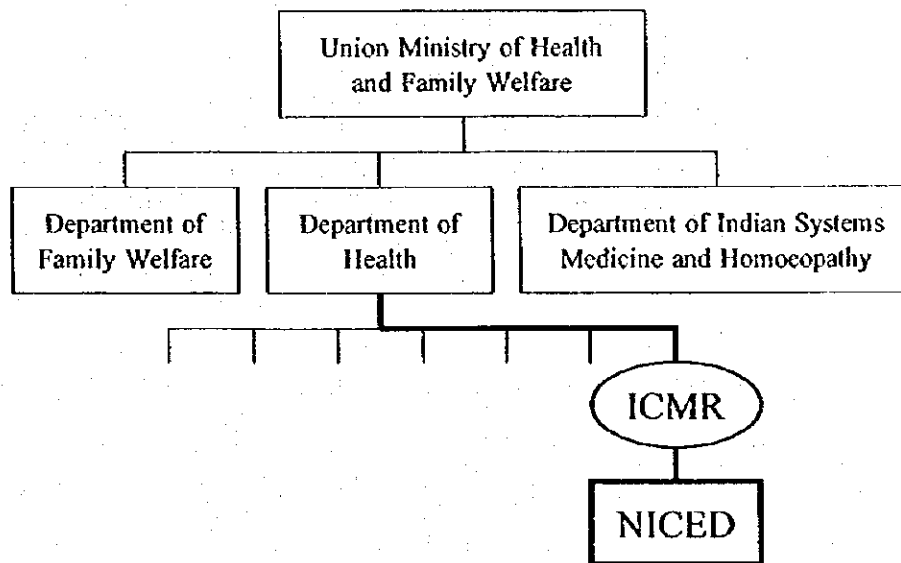 Union Ministry of Health
and Family Welfare
Department of
Family Welfare
Department of
Health
Department of Indian Systems
Medicine and Homoeopathy
ICMR
NICED